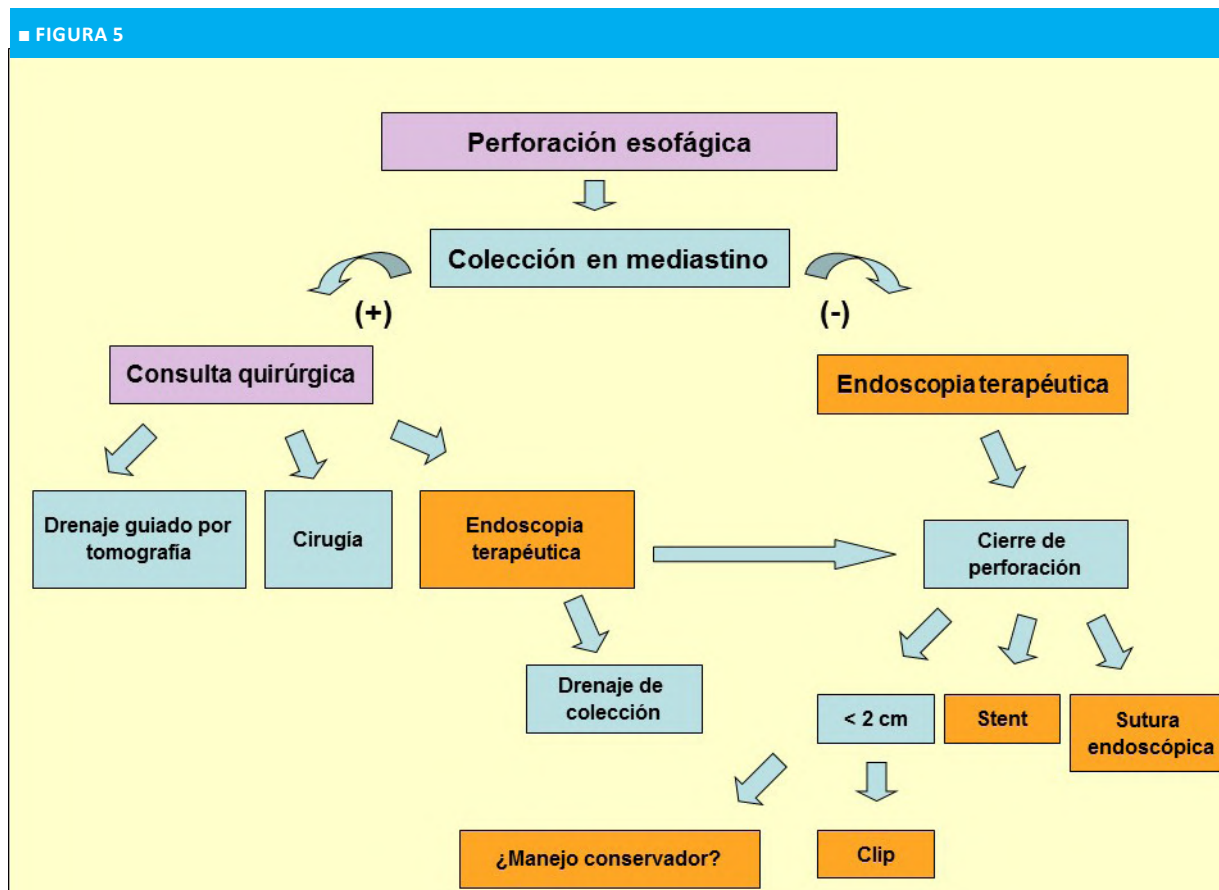 ■ FIGURA 5
Perforación esofágica
Colección en mediastino
(+)
(-)
Consulta quirúrgica
Endoscopia terapéutica
Drenaje guiado por
tomografía
Cirugía
Endoscopia
terapéutica
Cierre de
perforación
Drenaje de
colección
< 2 cm
Stent
Sutura
endoscópica
¿Manejo conservador?
Clip